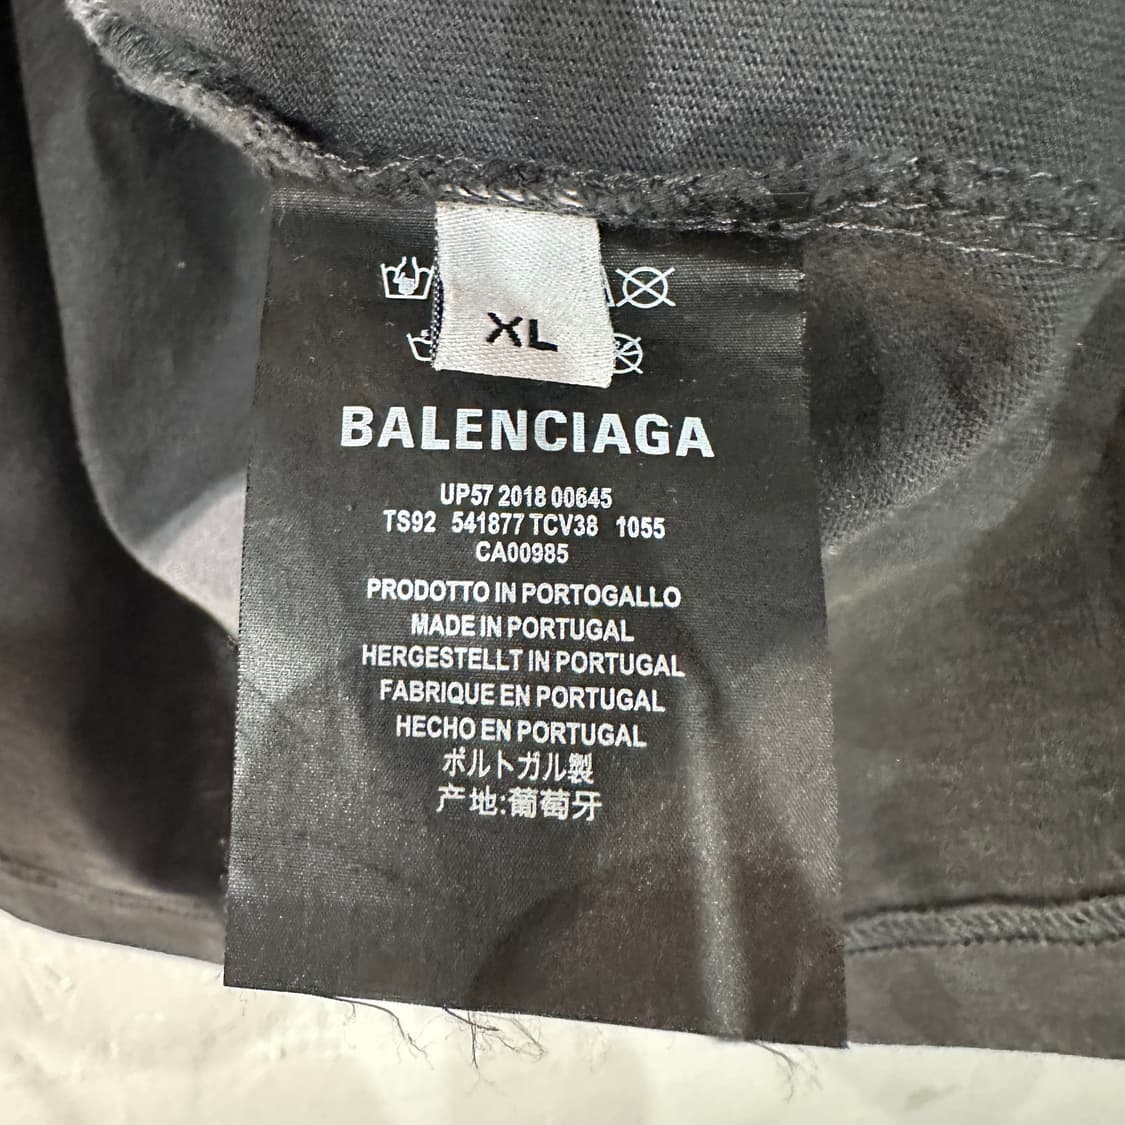 XL
BALENCIAGA
UP57 2018 00645
TS92 541877 TCV38 1055
CA00985
PRODOTTO IN PORTOGALLO
MADE IN PORTUGAL
HERGESTELLT IN PORTUGAL
FABRIQUE EN PORTUGAL
HECHO EN PORTUGAL
ポルトガル製
产地:葡萄牙